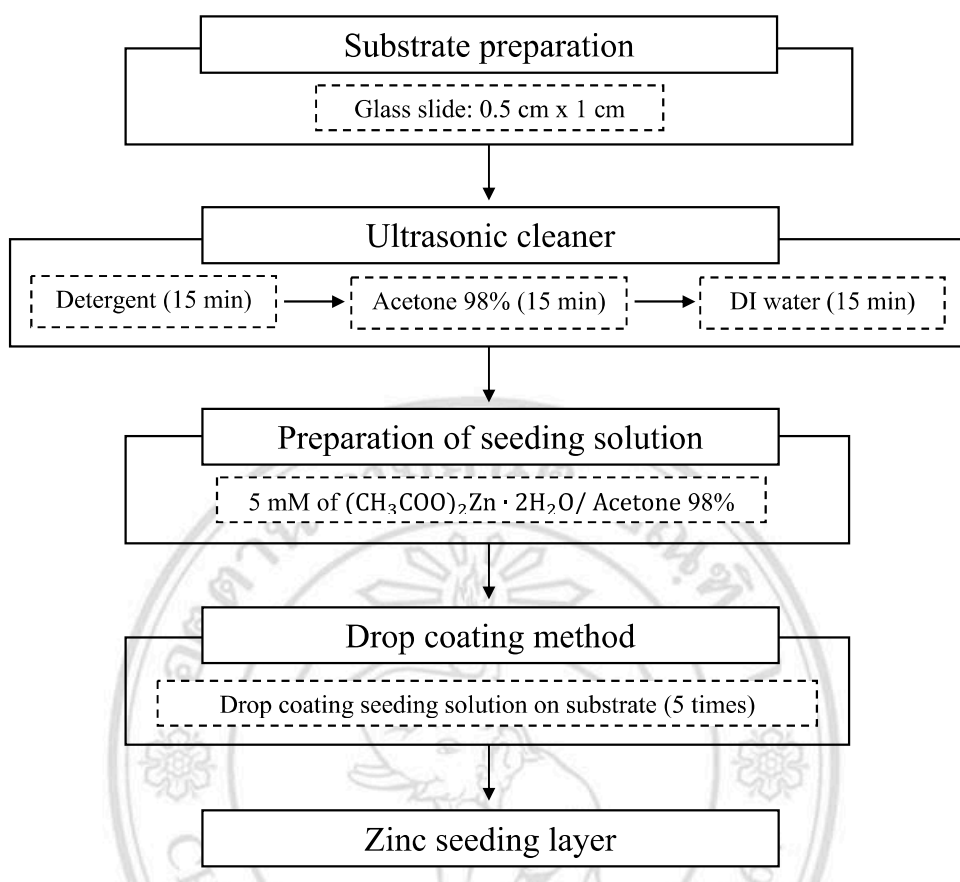 Substrate preparation
Glass slide: 0.5 cm x 1 cm
Ultrasonic cleaner
Detergent (15 min)
Acetone 98% (15 min)
DI water (15 min)
Preparation of seeding solution
5 mM of (CH₃COO)₂Zn · 2H₂O/ Acetone 98%
Drop coating method
Drop coating seeding solution on substrate (5 times)
Zinc seeding layer